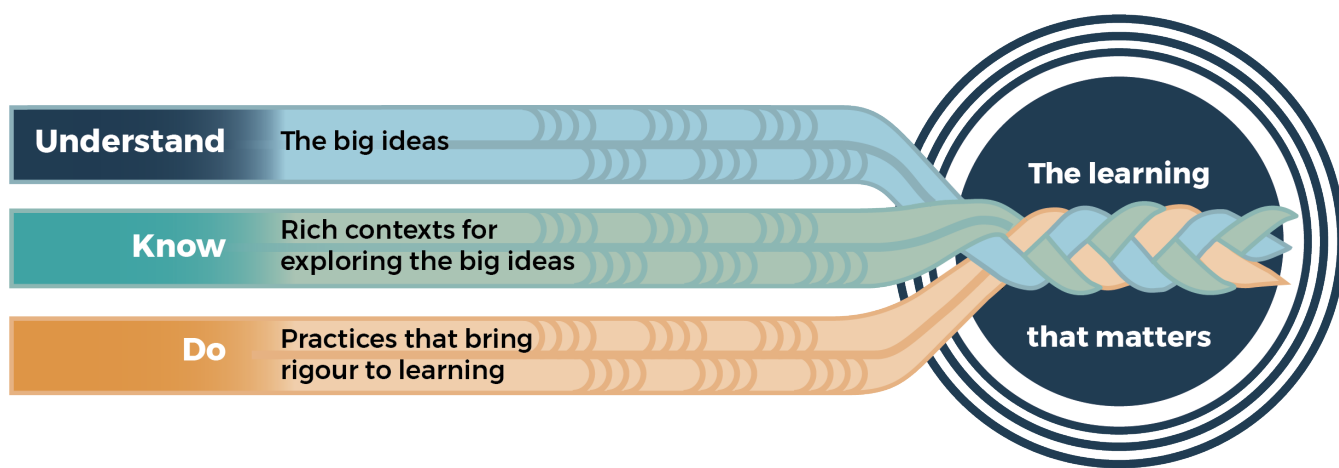 Understand
The big ideas
Know
Rich contexts for
exploring the big ideas
Do
Practices that bring
rigour to learning
The learning
that matters